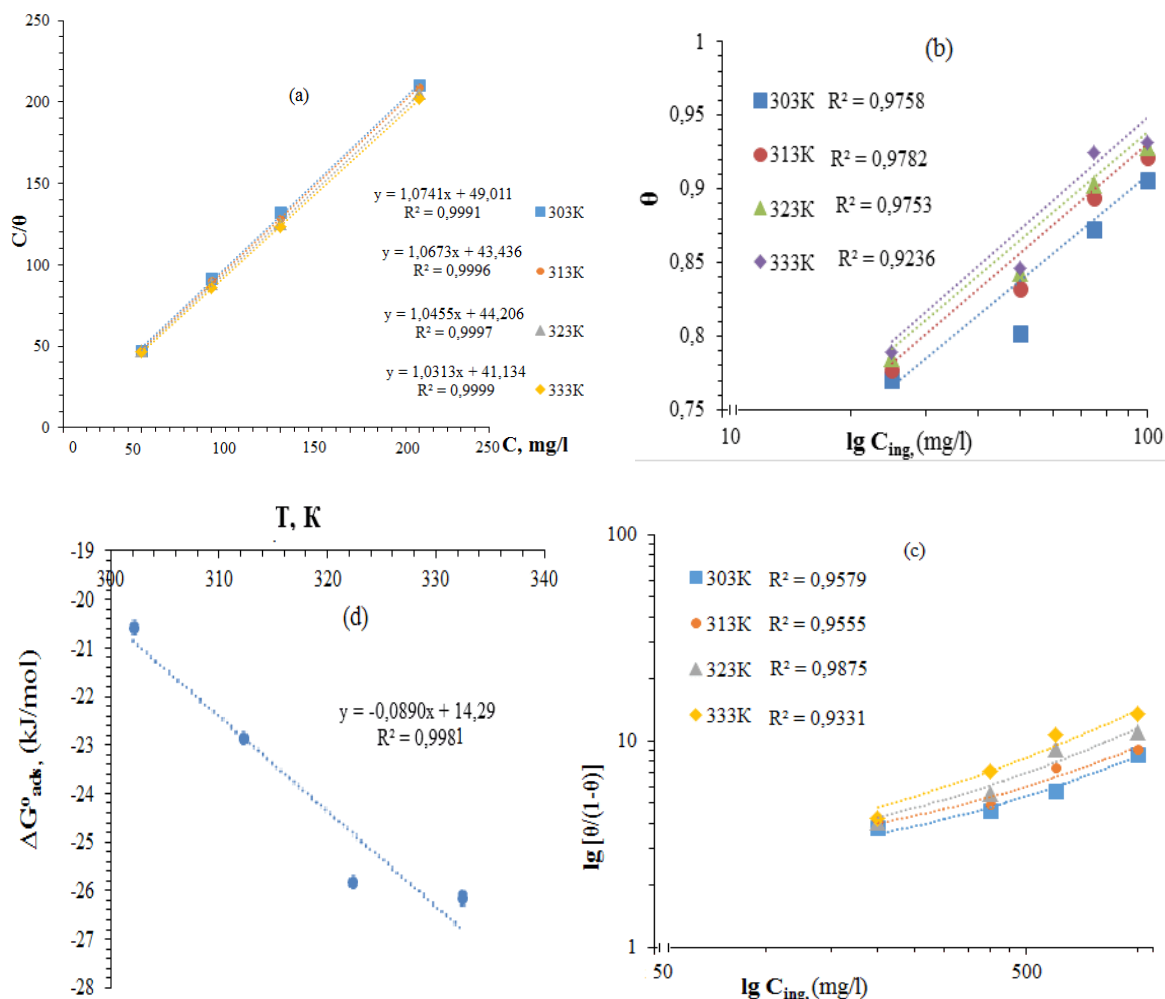 250
200
150
100
50
0
C/θ
(a)
y = 1,0741x + 49,011
R² = 0,9991
303K
y = 1,0673x + 43,436
R² = 0,9996
313K
y = 1,0455x + 44,206
R² = 0,9997
323K
y = 1,0313x + 41,134
R² = 0,9999
333K
0 50 100 150 200 250
C, mg/l
1
0,95
0,9
0,85
0,8
0,75
θ
(b)
303K R² = 0,9758
313K R² = 0,9782
323K R² = 0,9753
333K R² = 0,9236
10 100
lg C_ing, (mg/l)
T, K
-19
-20
-21
-22
-23
-24
-25
-26
-27
-28
300 310 320 330 340
ΔG°_ads, (kJ/mol)
(d)
y = -0,0890x + 14,29
R² = 0,9981
100
10
1
lg [θ/(1-θ)]
(c)
303K R² = 0,9579
313K R² = 0,9555
323K R² = 0,9875
333K R² = 0,9331
50 500
lg C_ing, (mg/l)